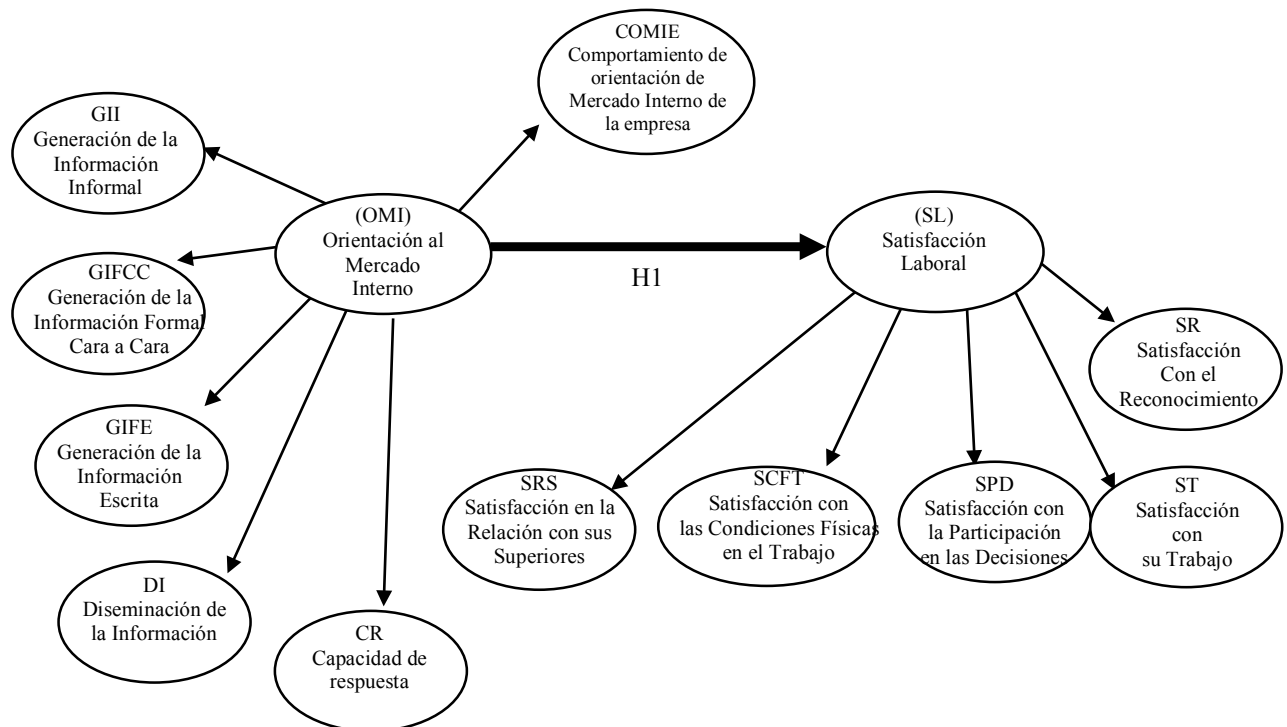 COMIE
Comportamiento de
orientación de
Mercado Interno de
la empresa
GII
Generación de la
Información
Informal
(OMI)
Orientación al
Mercado
Interno
H1
(SL)
Satisfacción
Laboral
GIFCC
Generación de la
Información Formal
Cara a Cara
SR
Satisfacción
Con el
Reconocimiento
GIFE
Generación de la
Información
Escrita
SRS
Satisfacción en la
Relación con sus
Superiores
SCFT
Satisfacción con
las Condiciones Físicas
en el Trabajo
SPD
Satisfacción con
la Participación
en las Decisiones
ST
Satisfacción
con
su Trabajo
DI
Diseminación de
la Información
CR
Capacidad de
respuesta